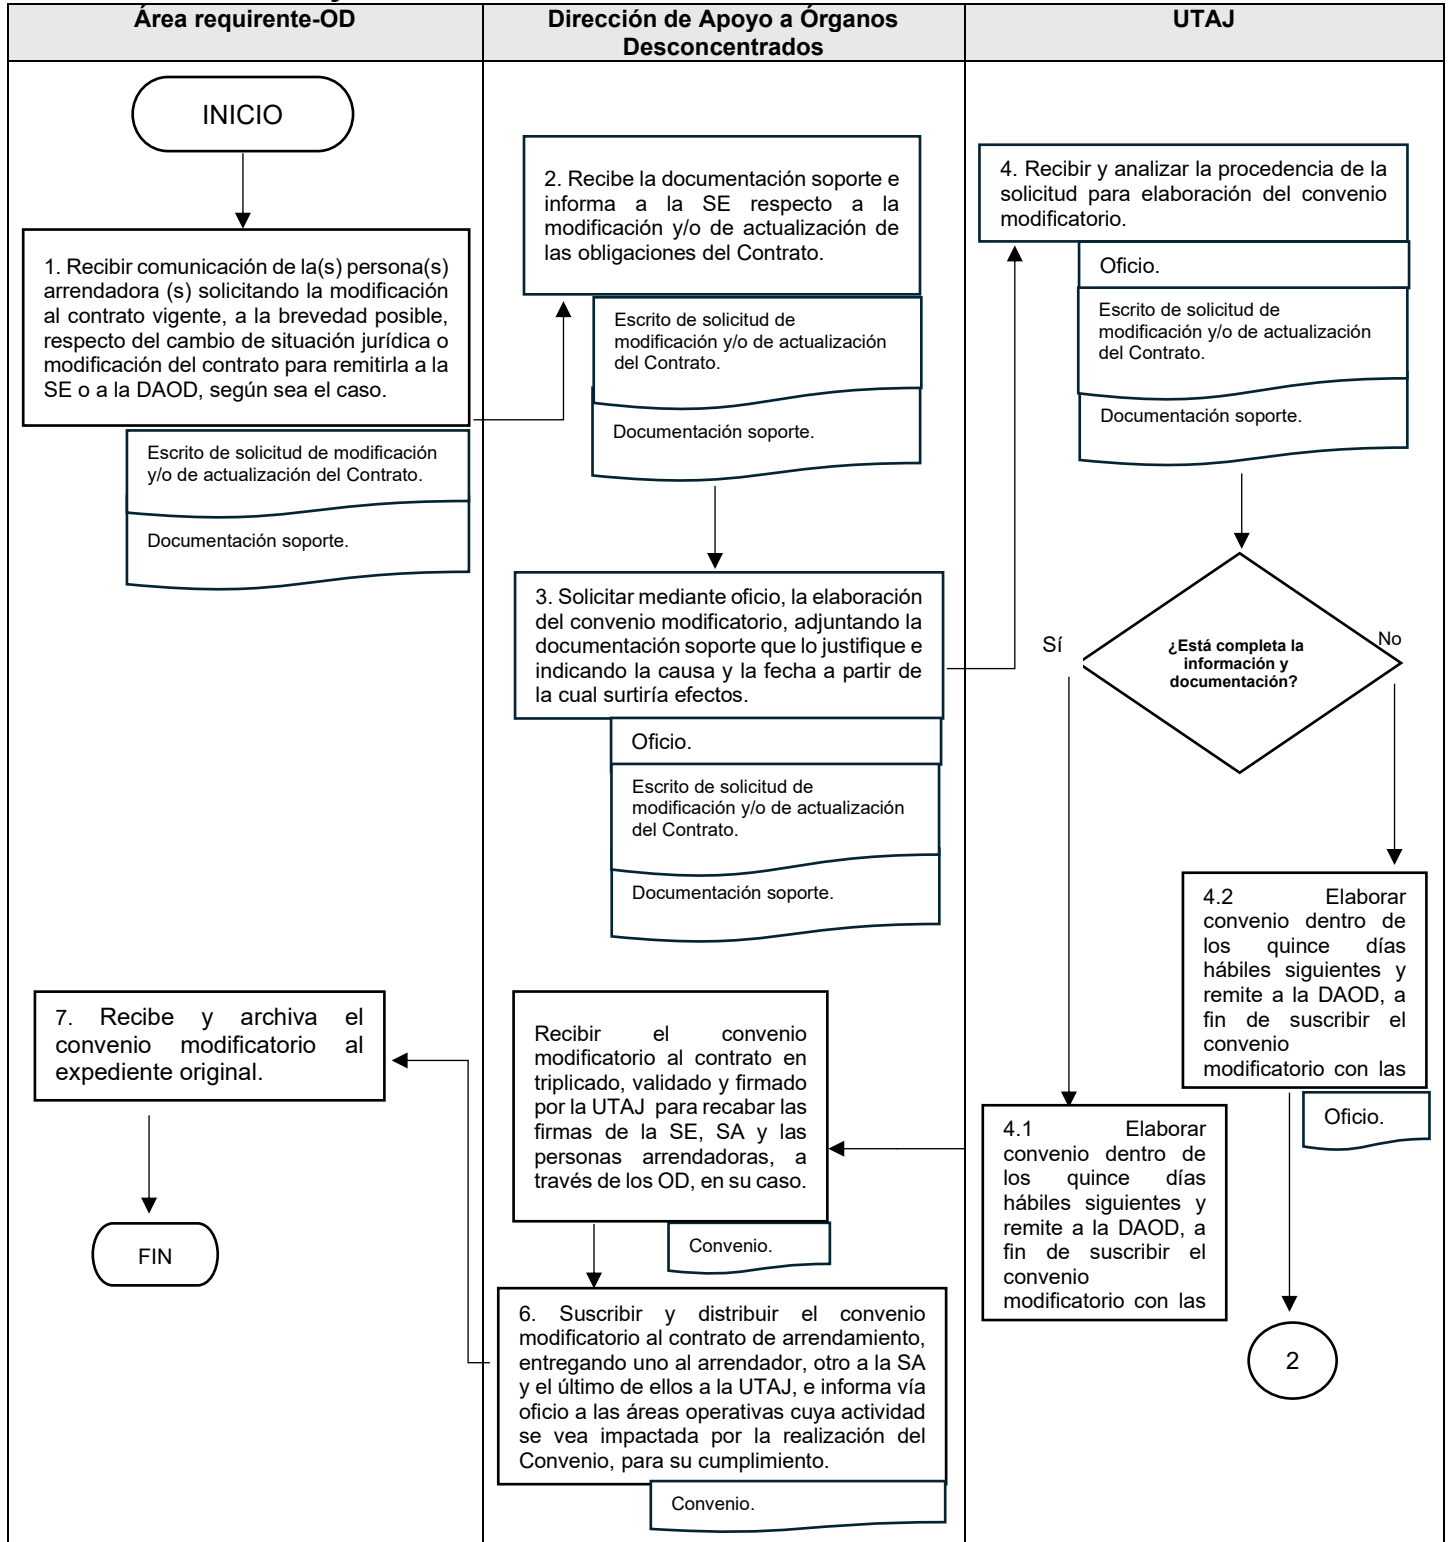 Área requirente-OD
Dirección de Apoyo a Órganos
Desconcentrados
UTAJ
INICIO
1. Recibir comunicación de la(s) persona(s)
arrendadora (s) solicitando la modificación
al contrato vigente, a la brevedad posible,
respecto del cambio de situación jurídica o
modificación del contrato para remitirla a la
SE o a la DAOD, según sea el caso.
Escrito de solicitud de modificación
y/o de actualización del Contrato.
Documentación soporte.
2. Recibe la documentación soporte e
informa a la SE respecto a la
modificación y/o de actualización de
las obligaciones del Contrato.
Escrito de solicitud de
modificación y/o de actualización
del Contrato.
Documentación soporte.
3. Solicitar mediante oficio, la elaboración
del convenio modificatorio, adjuntando la
documentación soporte que lo justifique e
indicando la causa y la fecha a partir de
la cual surtiría efectos.
Oficio.
Escrito de solicitud de
modificación y/o de actualización
del Contrato.
Documentación soporte.
4. Recibir y analizar la procedencia de la
solicitud para elaboración del convenio
modificatorio.
Oficio.
Escrito de solicitud de
modificación y/o de actualización
del Contrato.
Documentación soporte.
Sí
¿Está completa la
información y
documentación?
No
4.2 Elaborar
convenio dentro de
los quince días
hábiles siguientes y
remite a la DAOD, a
fin de suscribir el
convenio
modificatorio con las
Oficio.
2
4.1 Elaborar
convenio dentro de
los quince días
hábiles siguientes y
remite a la DAOD, a
fin de suscribir el
convenio
modificatorio con las
Recibir el convenio
modificatorio al contrato en
triplicado, validado y firmado
por la UTAJ para recabar las
firmas de la SE, SA y las
personas arrendadoras, a
través de los OD, en su caso.
Convenio.
6. Suscribir y distribuir el convenio
modificatorio al contrato de arrendamiento,
entregando uno al arrendador, otro a la SA
y el último de ellos a la UTAJ, e informa vía
oficio a las áreas operativas cuya actividad
se vea impactada por la realización del
Convenio, para su cumplimiento.
Convenio.
7. Recibe y archiva el
convenio modificatorio al
expediente original.
FIN